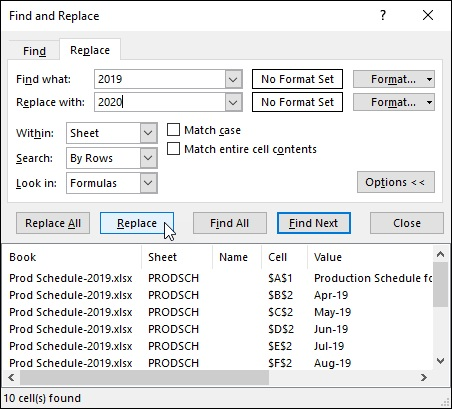 Find and Replace
Find Replace
Find what: 2019 No Format Set Format...
Replace with: 2020 No Format Set Format...
Within: Sheet Match case
Search: By Rows Match entire cell contents
Look in: Formulas Options <<
Replace All Replace Find All Find Next Close
Book Sheet Name Cell Value
Prod Schedule-2019.xlsx PRODSCH $A$1 Production Schedule fo
Prod Schedule-2019.xlsx PRODSCH $B$2 Apr-19
Prod Schedule-2019.xlsx PRODSCH $C$2 May-19
Prod Schedule-2019.xlsx PRODSCH $D$2 Jun-19
Prod Schedule-2019.xlsx PRODSCH $E$2 Jul-19
Prod Schedule-2019.xlsx PRODSCH $F$2 Aug-19
10 cell(s) found